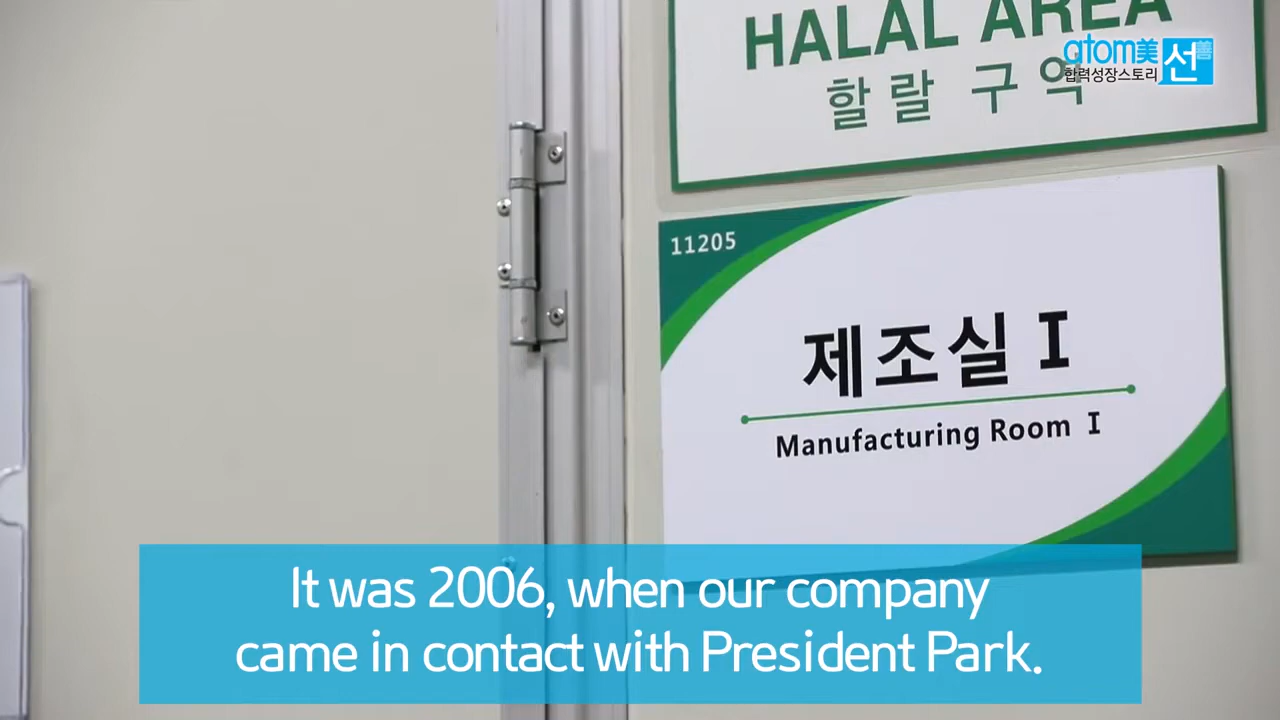 HALAL AREA
할랄 구역
atom美
합력성장스토리
선
善
11205
제조실 I
Manufacturing Room I
It was 2006, when our company
came in contact with President Park.